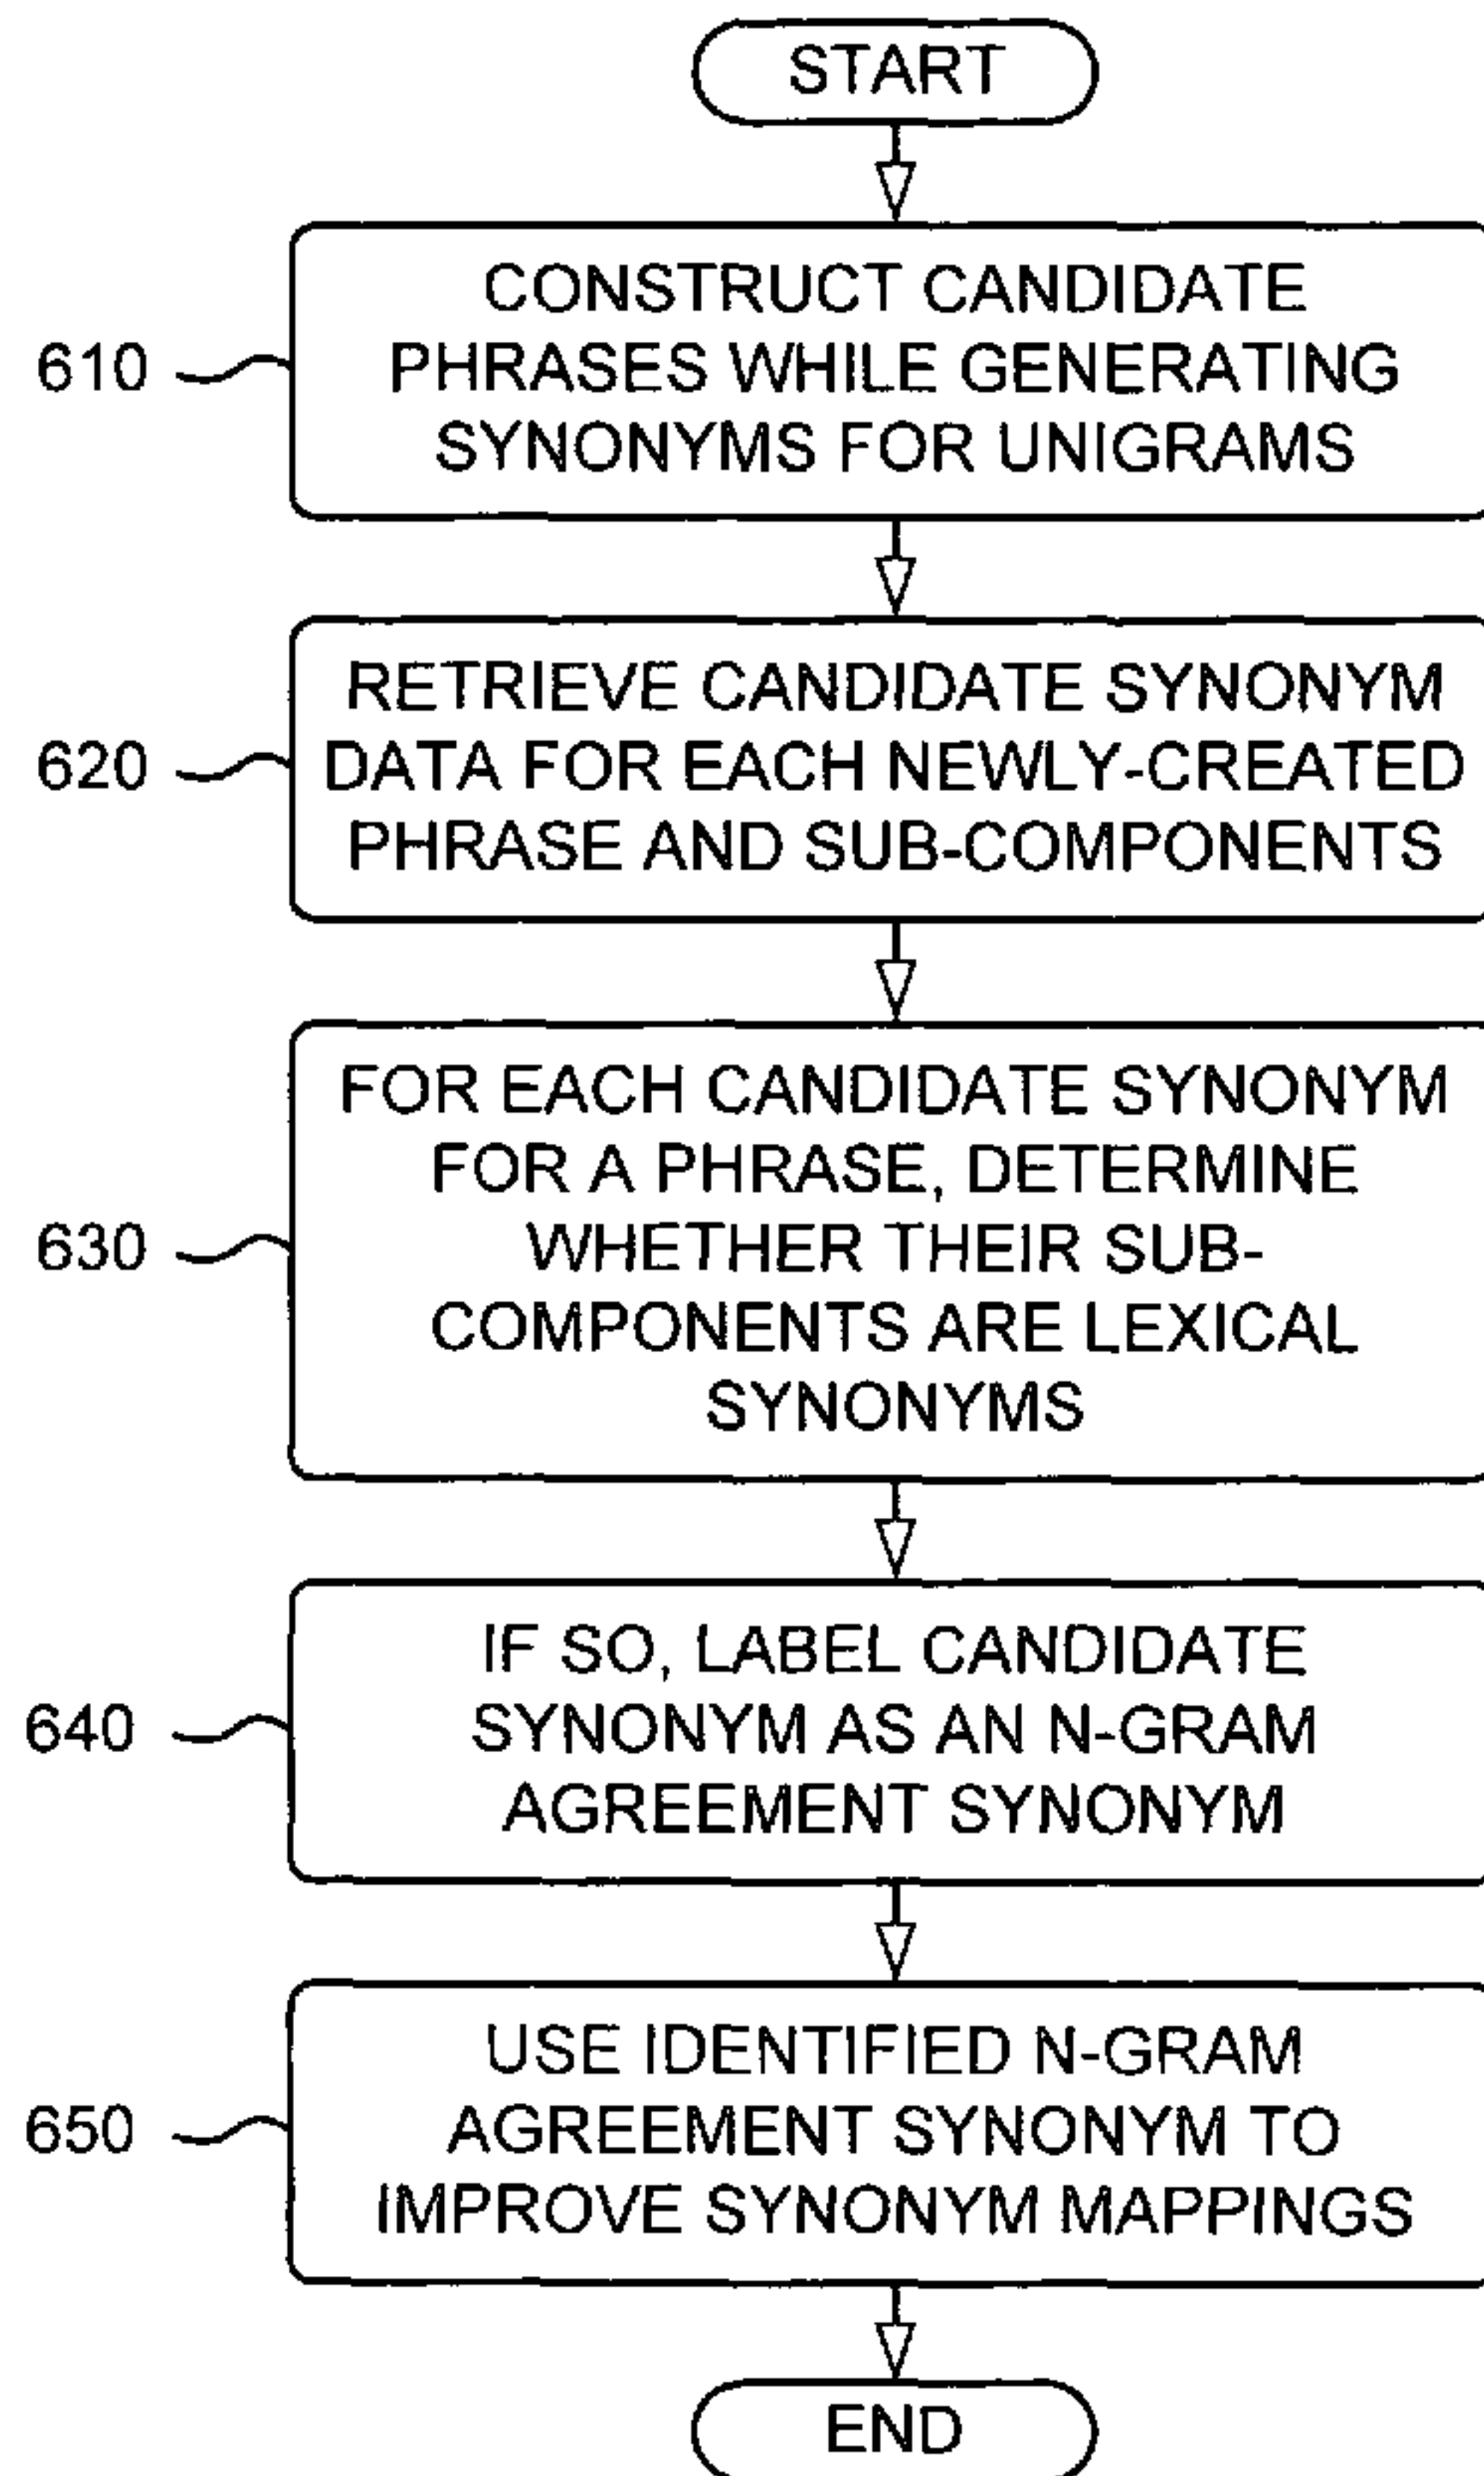 START
CONSTRUCT CANDIDATE
610 PHRASES WHILE GENERATING
SYNONYMS FOR UNIGRAMS
RETRIEVE CANDIDATE SYNONYM
620 DATA FOR EACH NEWLY-CREATED
PHRASE AND SUB-COMPONENTS
FOR EACH CANDIDATE SYNONYM
FOR A PHRASE, DETERMINE
630 WHETHER THEIR SUB-
COMPONENTS ARE LEXICAL
SYNONYMS
IF SO, LABEL CANDIDATE
640 SYNONYM AS AN N-GRAM
AGREEMENT SYNONYM
USE IDENTIFIED N-GRAM
650 AGREEMENT SYNONYM TO
IMPROVE SYNONYM MAPPINGS
END